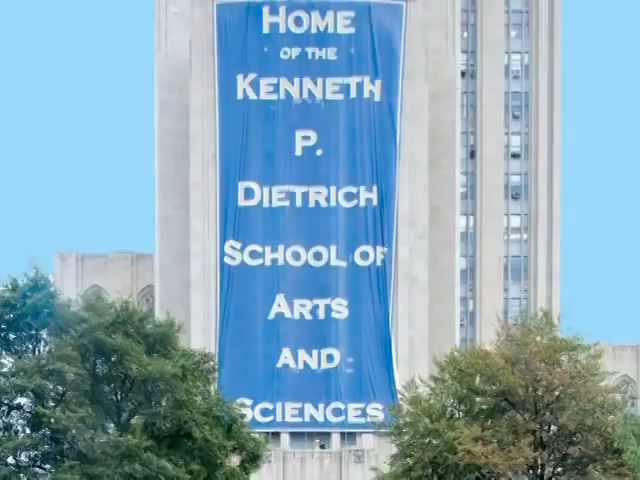 HOME
OF THE
KENNETH
P.
DIETRICH
SCHOOL OF
ARTS
AND
SCIENCES